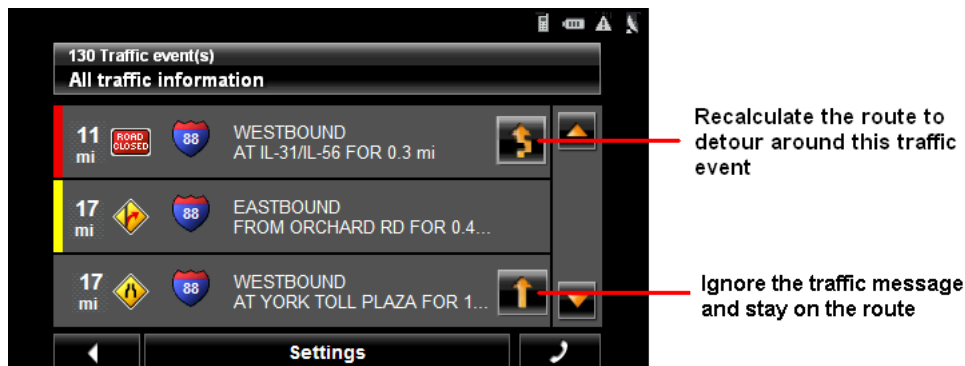 130 Traffic event(s)
All traffic information
11 mi
ROAD CLOSED
88
WESTBOUND
AT IL-31/IL-56 FOR 0.3 mi
17 mi
88
EASTBOUND
FROM ORCHARD RD FOR 0.4...
17 mi
88
WESTBOUND
AT YORK TOLL PLAZA FOR 1...
Settings
Recalculate the route to
detour around this traffic
event
Ignore the traffic message
and stay on the route